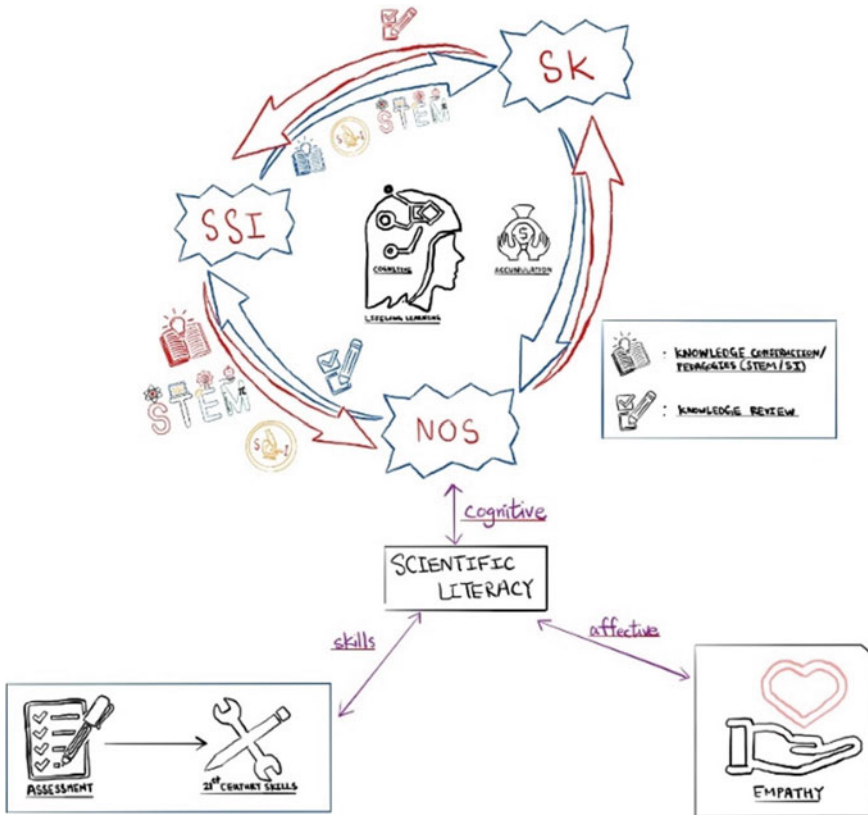 SK
STEM
S I
SSI
COGNITIVE
ACCUMULATION
LIFELONG LEARNING
: KNOWLEDGE CONSTRUCTION/
PEDAGOGIES (STEM/SI)
: KNOWLEDGE REVIEW
STEM
S I
NOS
cognitive
SCIENTIFIC
LITERACY
skills
affective
ASSESSMENT
21st CENTURY SKILLS
EMPATHY